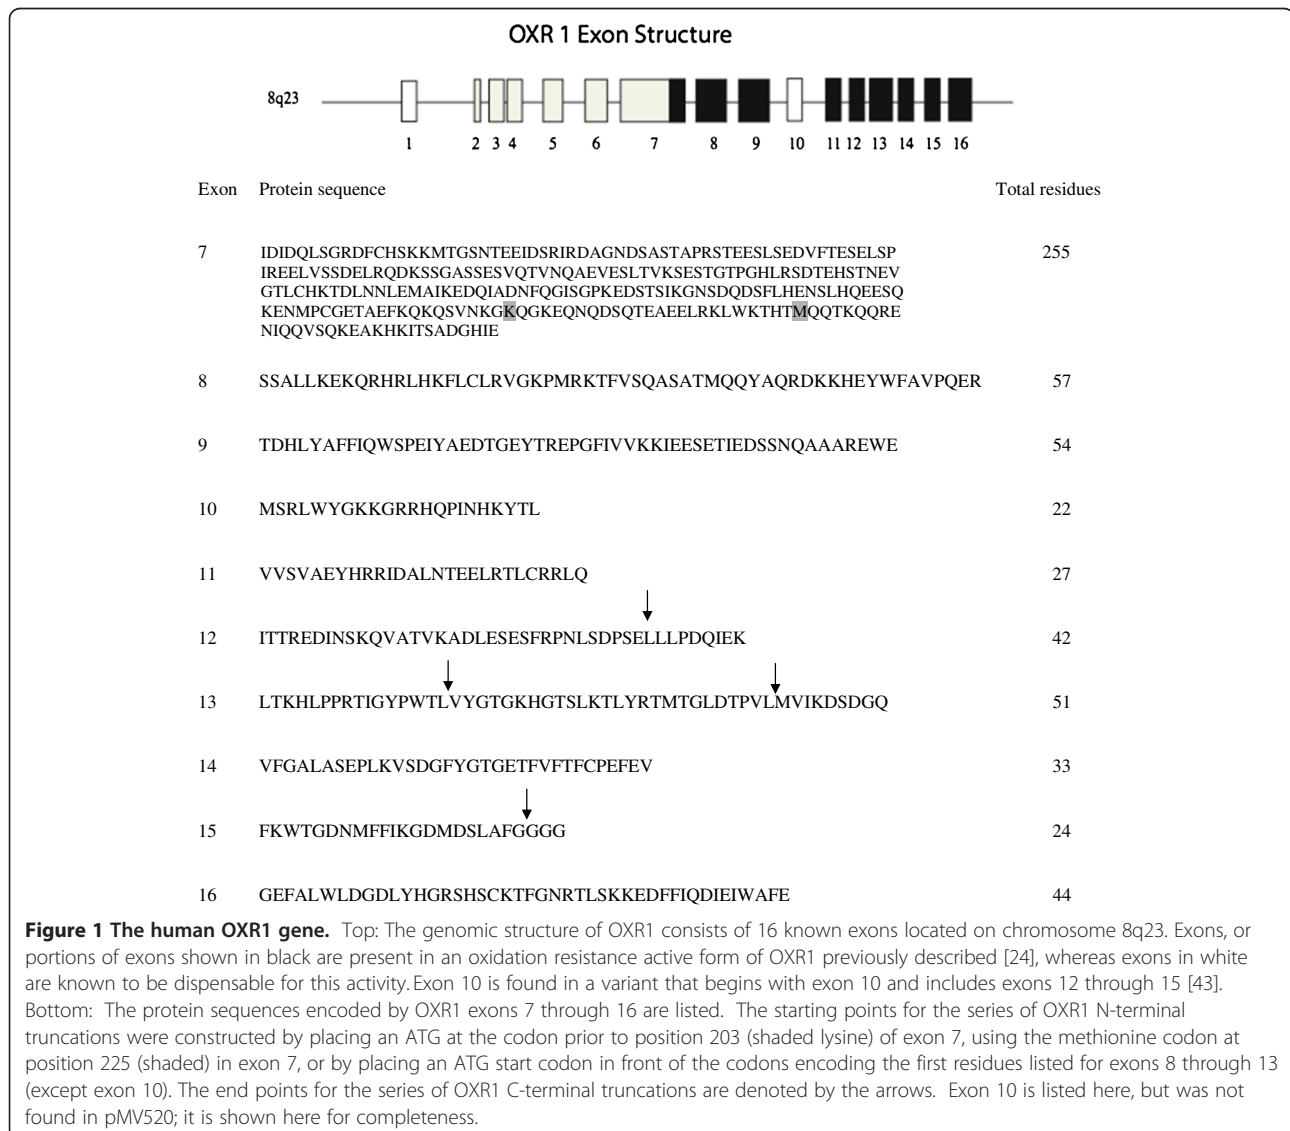 OXR 1 Exon Structure
8q23
1 2 3 4 5 6 7 8 9 10 11 12 13 14 15 16
Exon Protein sequence Total residues
7 IDIDQLSGRDFCHSKKMTGSNTEEIDSRIRDAGNDSASTAPRSTEESLSEDVFTESELSP 255
IREELVSSDELRQDKSSGASSESVQTVNQAEVESLTVKSESTGTPGHLRSDTEHSTNEV
GTLCHKTDLNNLEMAIKEDQIADNFQGISGPKEDSTSIKGNSDQDSFLHENSLHQEESQ
KENMPCGETAEFKQKQSVNKGKQGKEQNQDSQTEAEELRKLWKTHTMQQTKQQRE
NIQQVSQKEAKHKITSADGHIE
8 SSALLKEKQRHRLHKFLCLRVGKPMRKTFVSQASATMQQYAQRDKKHEYWFAVPQER 57
9 TDHLYAFFIQWSPEIYAEDTGEYTREPGFIVVKKIEESETIEDSSNQAAAREWE 54
10 MSRLWYGKKGRRHQPINHKYTL 22
11 VVSVAEYHRRIDALNTEELRTLCRRLQ 27
12 ITTREDINSKQVATVKADLESESFRPNLSDPSELLLPDQIEK 42
13 LTKHLPPRTIGYPWTLVYGTGKHGTSLKTLYRTMTGLDTPVLMVIKDSDGQ 51
14 VFGALASEPLKVSDGFYGTGETFVFTFCPEFEV 33
15 FKWTGDNMFFIKGDMDSLAFGGGG 24
16 GEFALWLDGDLYHGRSHSCKTFGNRTLSKKEDFFIQDIEIWAFE 44
Figure 1 The human OXR1 gene. Top: The genomic structure of OXR1 consists of 16 known exons located on chromosome 8q23. Exons, or
portions of exons shown in black are present in an oxidation resistance active form of OXR1 previously described [24], whereas exons in white
are known to be dispensable for this activity. Exon 10 is found in a variant that begins with exon 10 and includes exons 12 through 15 [43].
Bottom: The protein sequences encoded by OXR1 exons 7 through 16 are listed. The starting points for the series of OXR1 N-terminal
truncations were constructed by placing an ATG at the codon prior to position 203 (shaded lysine) of exon 7, using the methionine codon at
position 225 (shaded) in exon 7, or by placing an ATG start codon in front of the codons encoding the first residues listed for exons 8 through 13
(except exon 10). The end points for the series of OXR1 C-terminal truncations are denoted by the arrows. Exon 10 is listed here, but was not
found in pMV520; it is shown here for completeness.